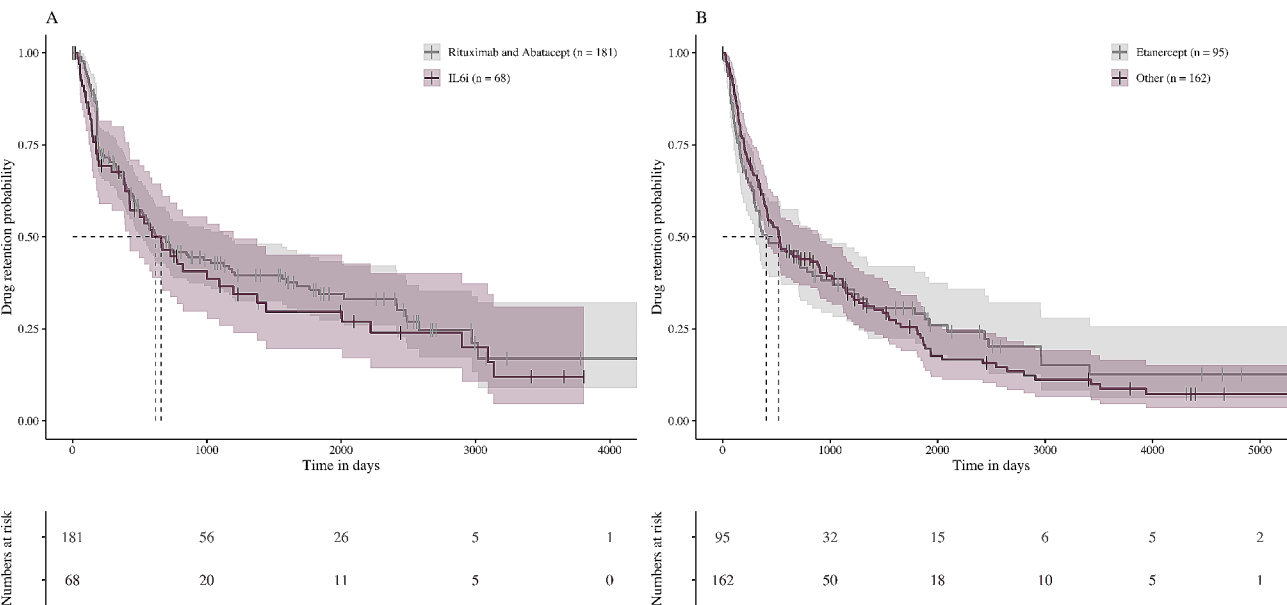 A
Drug retention probability
1.00
0.75
0.50
0.25
0.00
Rituximab and Abatacept (n = 181)
IL6i (n = 68)
0 1000 2000 3000 4000
Time in days
Numbers at risk
181 56 26 5 1
68 20 11 5 0
B
Drug retention probability
1.00
0.75
0.50
0.25
0.00
Etanercept (n = 95)
Other (n = 162)
0 1000 2000 3000 4000 5000
Time in days
Numbers at risk
95 32 15 6 5 2
162 50 18 10 5 1